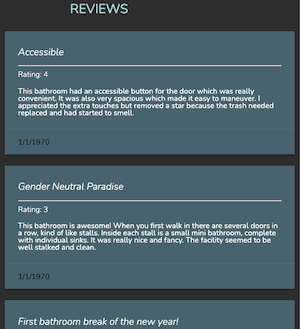 REVIEWS
Accessible
Rating: 4
This bathroom had an accessible button for the door which was really
convenient. It was also very spacious which made it easy to maneuver. I
appreciated the extra touches but removed a star because the trash needed
replaced and had started to smell.
1/1/1970
Gender Neutral Paradise
Rating: 3
This bathroom is awesome! When you first walk in there are several doors in
a row, kind of like stalls. Inside each stall is a small mini bathroom, complete
with individual sinks. It was really nice and fancy. The facility seemed to be
well stalked and clean.
1/1/1970
First bathroom break of the new year!